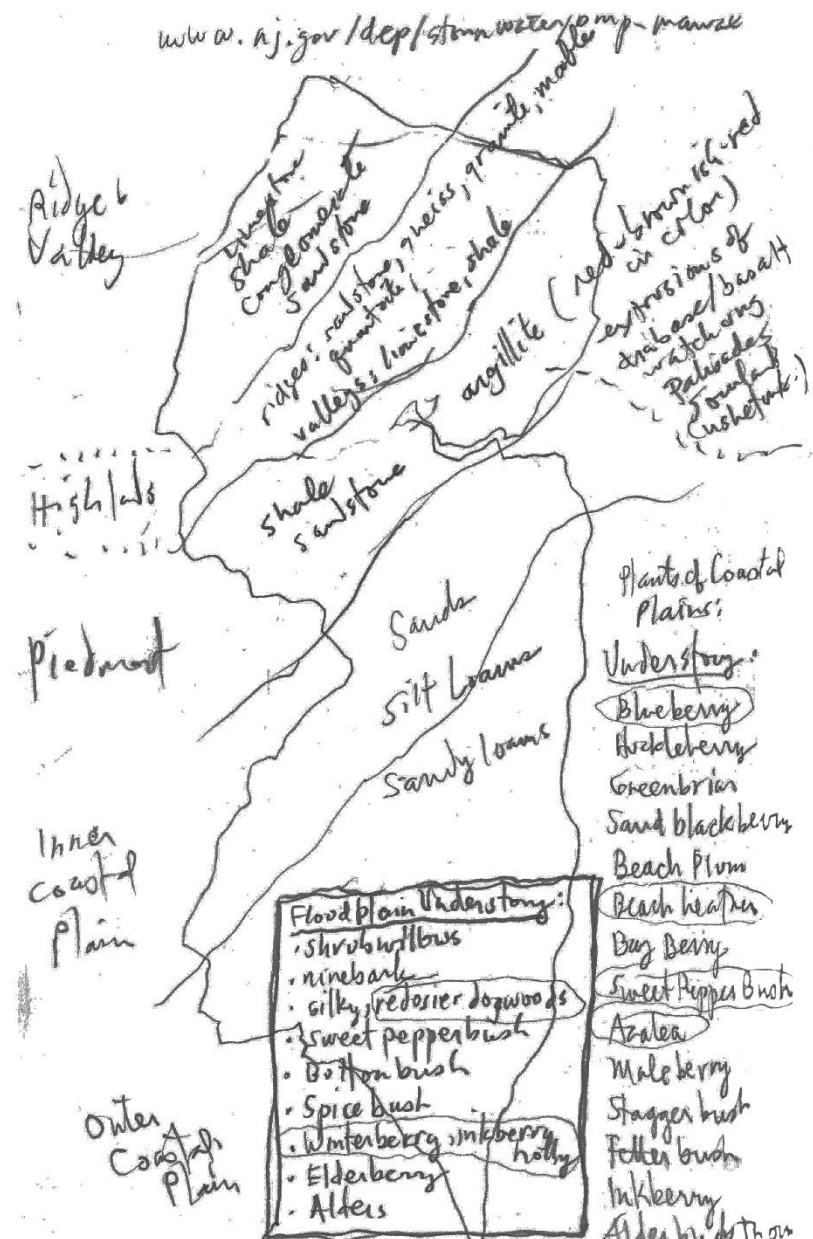 www.nj.gov/dep/stormwater/bmp-manual
Ridge &
Valley
Limestone
shale
conglomerate
sandstone
ridges: sandstone, gneiss, granite, marble
quartzite,
valleys: limestone, shale
argillite (red-brownish-red
in color)
extrusions of
diabase/basalt
watchung
Palisades
Sourland
Highlands
shale
sandstone
Piedmont
Sands
Silt Loams
Sandy loams
Inner
Coastal
Plain
Outer
Coastal
Plain
Floodplain Understory:
· shrub willows
· ninebark
· silky, redosier dogwoods
· Sweet pepperbush
· Buttonbush
· Spice bush
· Winterberry, inkberry
holly
· Elderberry
· Alders
Plants of Coastal
Plains:
Understory:
Blueberry
Huckleberry
Greenbriar
Sand blackberry
Beach Plum
Beach heather
Bay Berry
Sweet Pepper Bush
Azalea
Maleberry
Stagger bush
Fetter bush
Inkberry